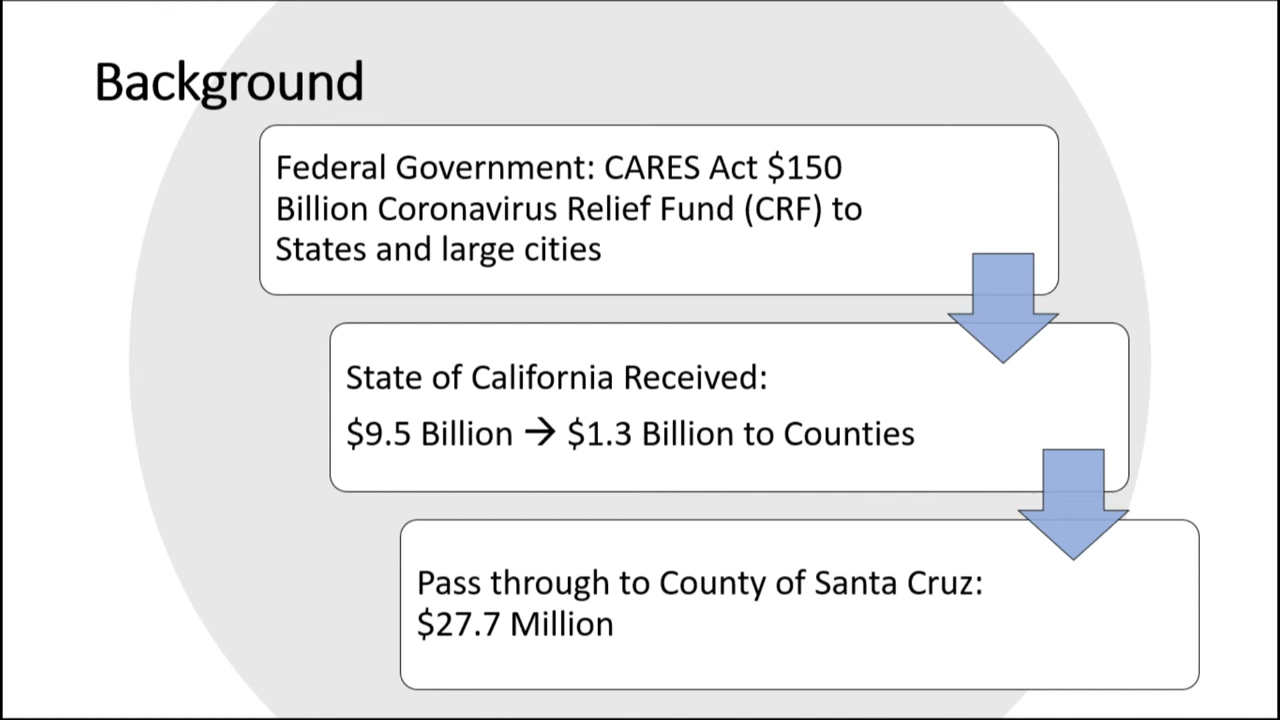 Background
Federal Government: CARES Act $150
Billion Coronavirus Relief Fund (CRF) to
States and large cities
State of California Received:
$9.5 Billion → $1.3 Billion to Counties
Pass through to County of Santa Cruz:
$27.7 Million